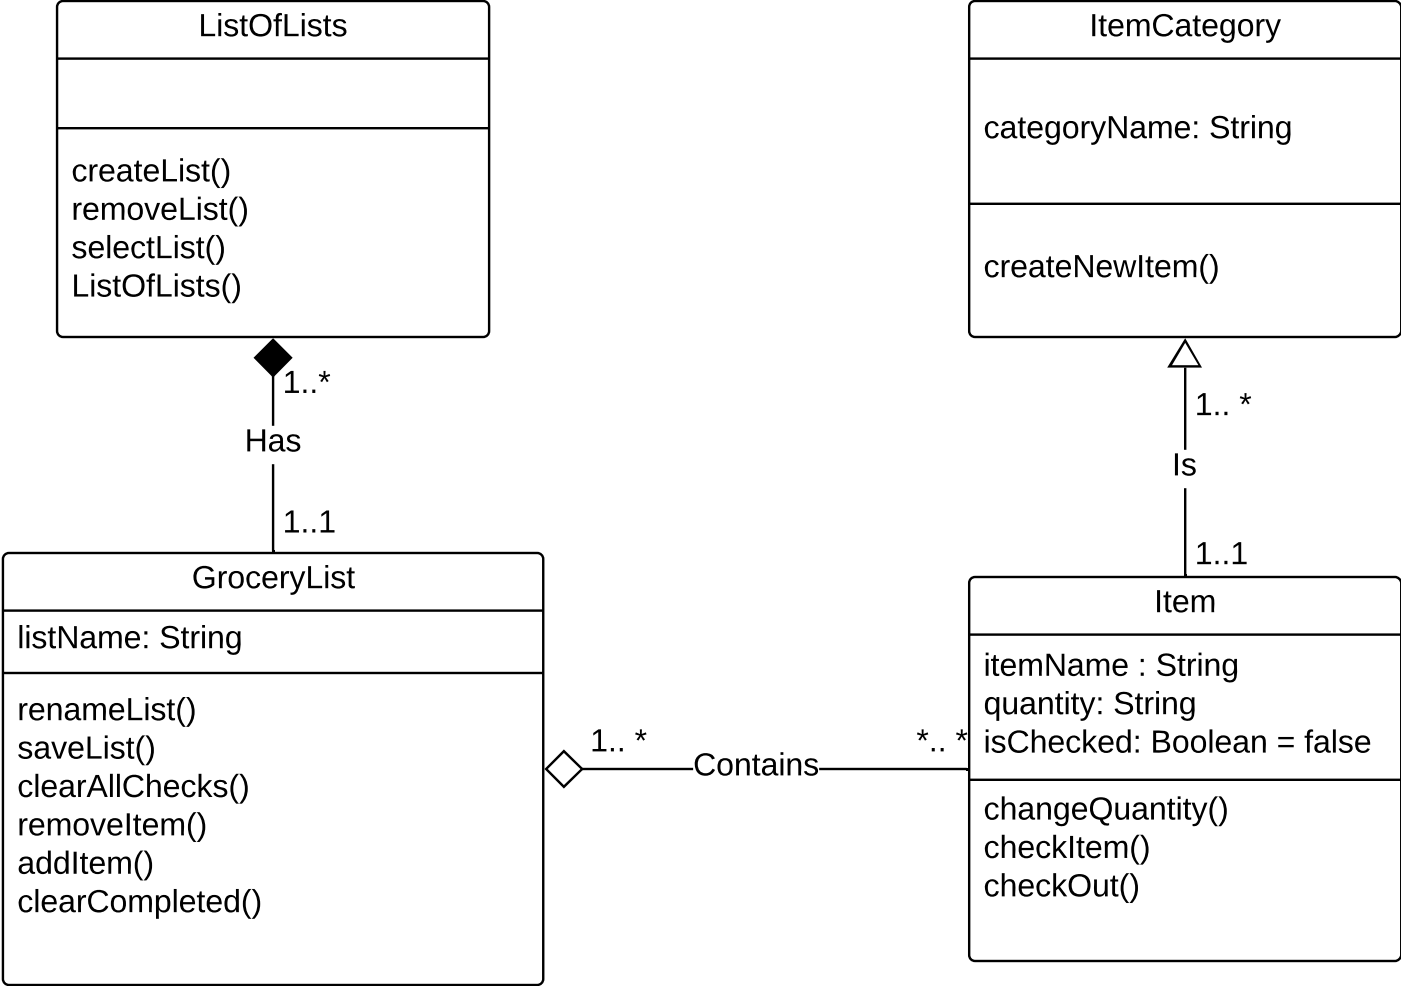 ListOfLists
createList()
removeList()
selectList()
ListOfLists()
1..*
Has
1..1
GroceryList
listName: String
renameList()
saveList()
clearAllChecks()
removeItem()
addItem()
clearCompleted()
1.. *
Contains
*.. *
ItemCategory
categoryName: String
createNewItem()
1.. *
Is
1..1
Item
itemName : String
quantity: String
isChecked: Boolean = false
changeQuantity()
checkItem()
checkOut()